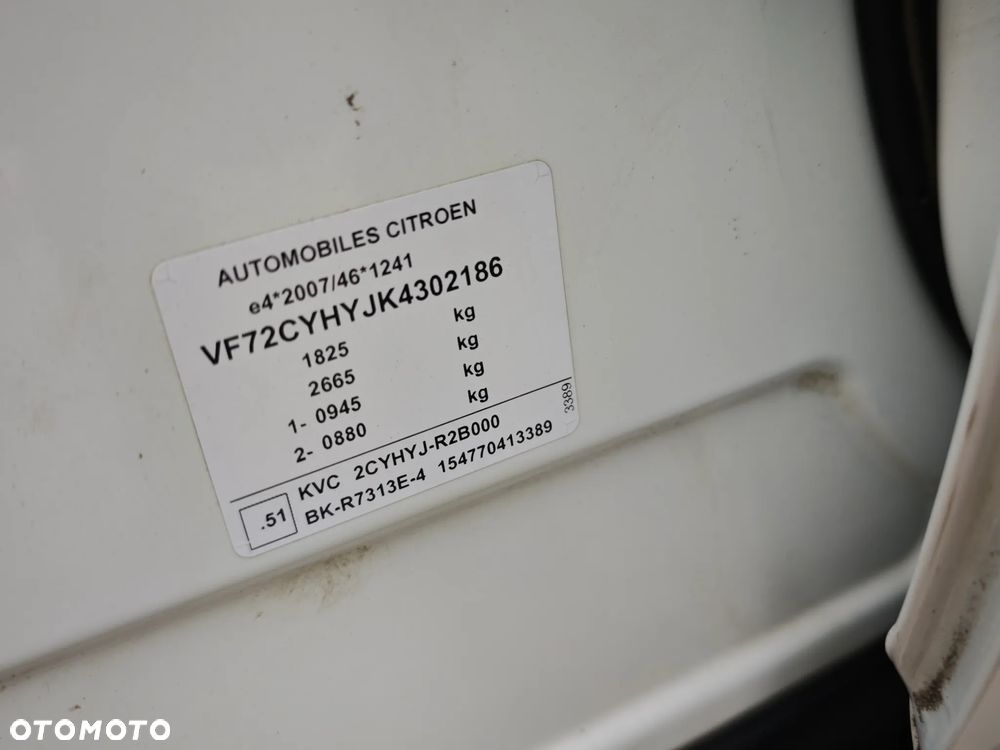 AUTOMOBILES CITROEN
e4*2007/46*1241
VF72CYHYJK4302186
1825 kg
2665 kg
1- 0945 kg
2- 0880 kg
3389
.51
KVC 2CYHYJ-R2B000
BK-R7313E-4 154770413389
OTOMOTO